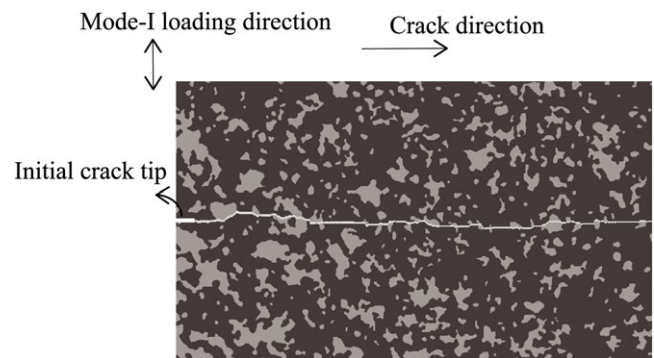 Mode-I loading direction
Crack direction
Initial crack tip